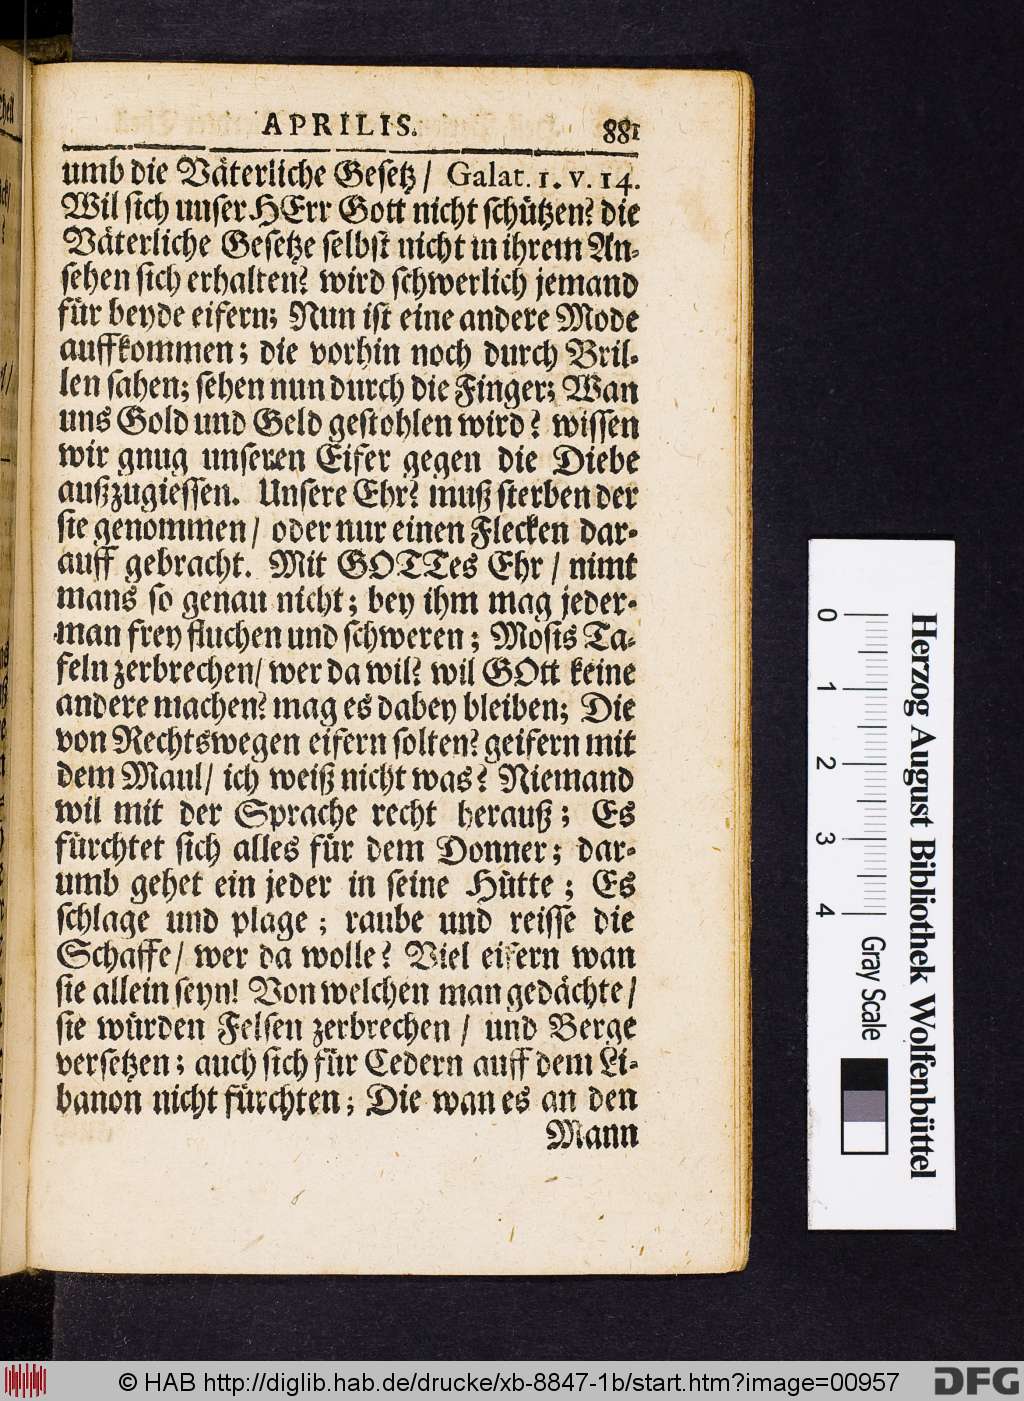 APRILIS. 881
umb die Väterliche Gesetz / Galat. 1. v. 14.
Wil sich unser HErr Gott nicht schützen? die
Väterliche Gesetze selbst nicht in ihrem An-
sehen sich erhalten? wird schwerlich jemand
für beyde eifern; Nun ist eine andere Mode
auffkommen; die vorhin noch durch Bril-
len sahen; sehen nun durch die Finger; Wan
uns Gold und Geld gestohlen wird? wissen
wir gnug unseren Eifer gegen die Diebe
außzugiessen. Unsere Ehr? muß sterben der
sie genommen / oder nur einen Flecken dar-
auff gebracht. Mit GOTTes Ehr / nimt
mans so genau nicht; bey ihm mag jeder-
man frey fluchen und schweren; Mosis Ta-
feln zerbrechen / wer da wil? wil GOtt keine
andere machen? mag es dabey bleiben; Die
von Rechtswegen eifern solten? geifern mit
dem Maul / ich weiß nicht was? Niemand
wil mit der Sprache recht herauß; Es
fürchtet sich alles für dem Donner; dar-
umb gehet ein jeder in seine Hütte; Es
schlage und plage; raube und reisse die
Schaffe / wer da wolle? Viel eifern wan
sie allein seyn! Von welchen man gedächte /
sie würden Felsen zerbrechen / und Berge
versetzen; auch sich für Cedern auff dem Li-
banon nicht fürchten; Die wan es an den
Mann
Herzog August Bibliothek Wolfenbüttel
0 1 2 3 4 Gray Scale
© HAB http://diglib.hab.de/drucke/xb-8847-1b/start.htm?image=00957
DFG